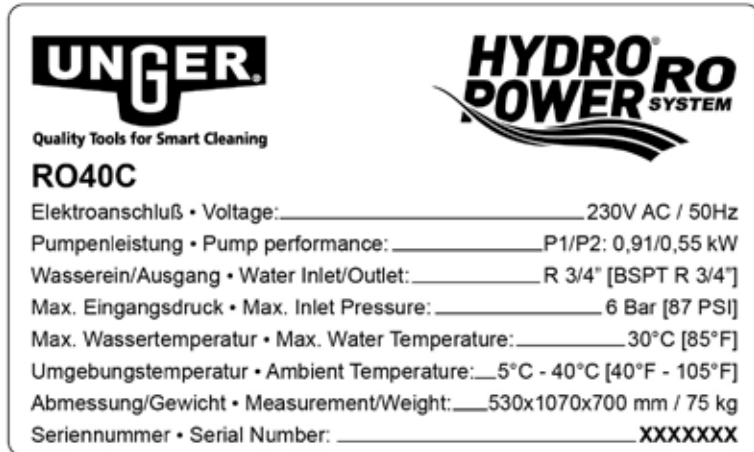 UNGER®
Quality Tools for Smart Cleaning
HYDRO® RO
POWER SYSTEM
RO40C
Elektroanschluß • Voltage: 230V AC / 50Hz
Pumpenleistung • Pump performance: P1/P2: 0,91/0,55 kW
Wasserein/Ausgang • Water Inlet/Outlet: R 3/4” [BSPT R 3/4”]
Max. Eingangsdruck • Max. Inlet Pressure: 6 Bar [87 PSI]
Max. Wassertemperatur • Max. Water Temperature: 30°C [85°F]
Umgebungstemperatur • Ambient Temperature: 5°C - 40°C [40°F - 105°F]
Abmessung/Gewicht • Measurement/Weight: 530x1070x700 mm / 75 kg
Seriennummer • Serial Number: XXXXXXX